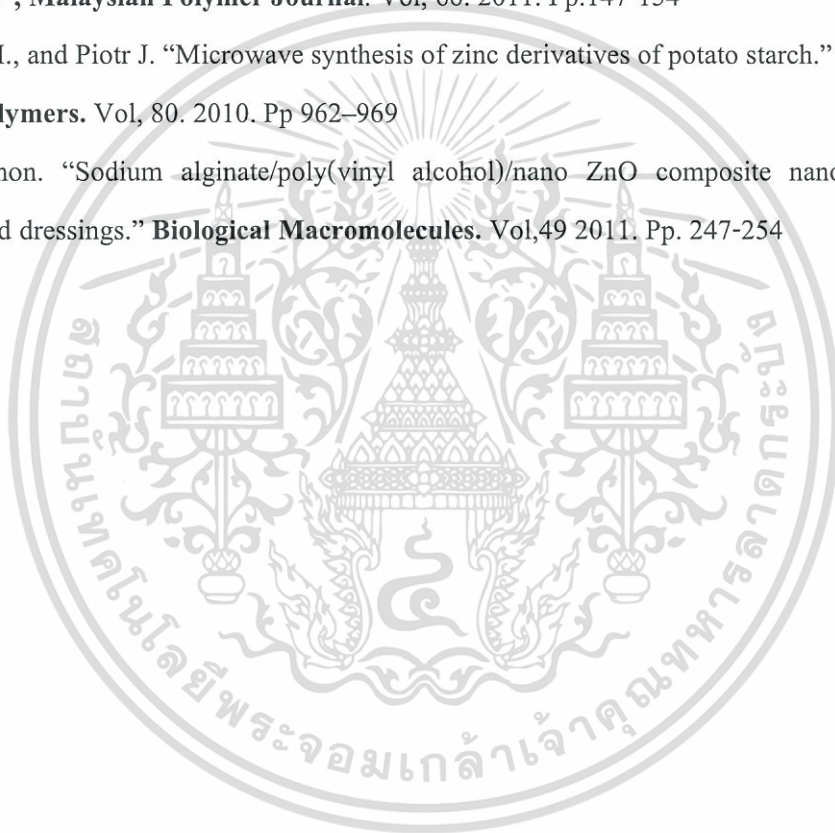 ”, Malaysian Polymer Journal. Vol, 06. 2011. Pp.147-154
I., and Piotr J. “Microwave synthesis of zinc derivatives of potato starch.”
lymers. Vol, 80. 2010. Pp 962–969
non. “Sodium alginate/poly(vinyl alcohol)/nano ZnO composite nano
d dressings.” Biological Macromolecules. Vol,49 2011. Pp. 247-254
สถาบันเทคโนโลยีพระจอมเกล้าเจ้าคุณทหารลาดกระบัง